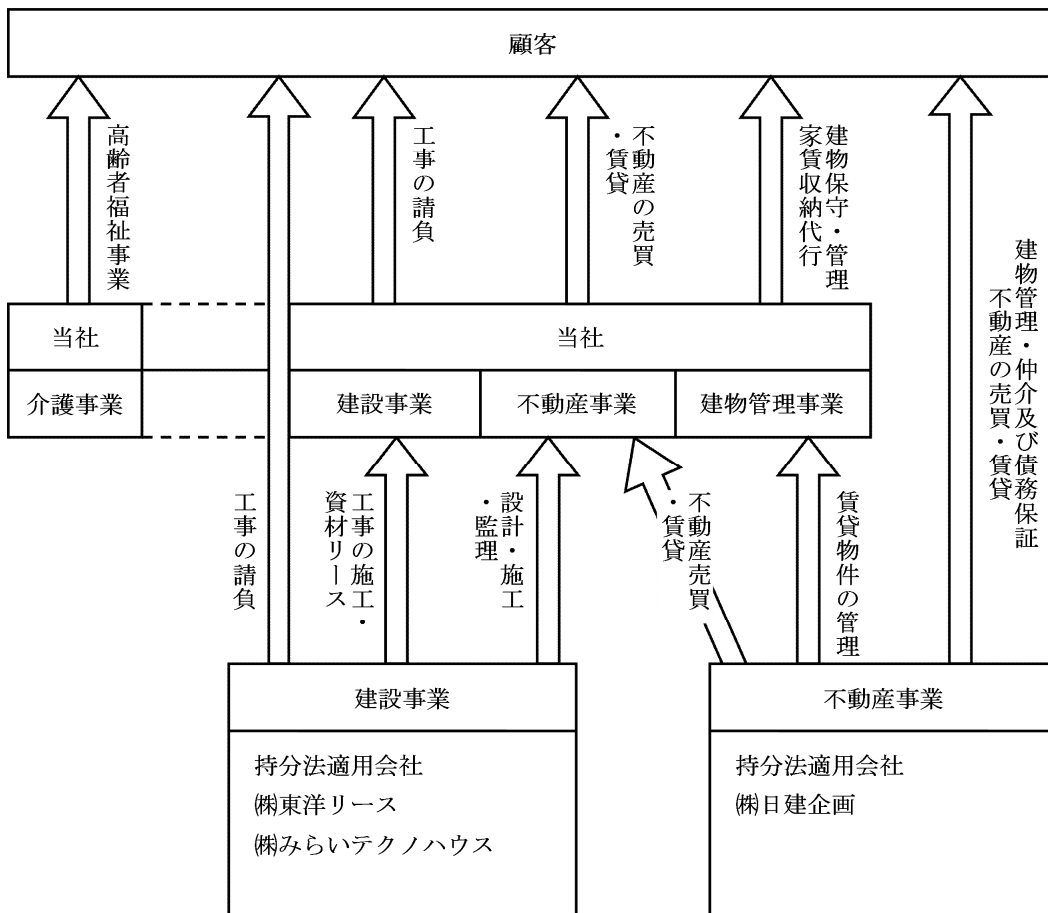 顧客
高齢者福祉事業
工事の請負
不動産の売買
・賃貸
建物保守・管理
家賃収納代行
建物管理・仲介及び債務保証
不動産の売買・賃貸
当社
当社
介護事業
建設事業
不動産事業
建物管理事業
工事の請負
工事の施工・
資材リース
設計・施工
・監理
不動産売買
・賃貸
賃貸物件の管理
建設事業
持分法適用会社
㈱東洋リース
㈱みらいテクノハウス
不動産事業
持分法適用会社
㈱日建企画